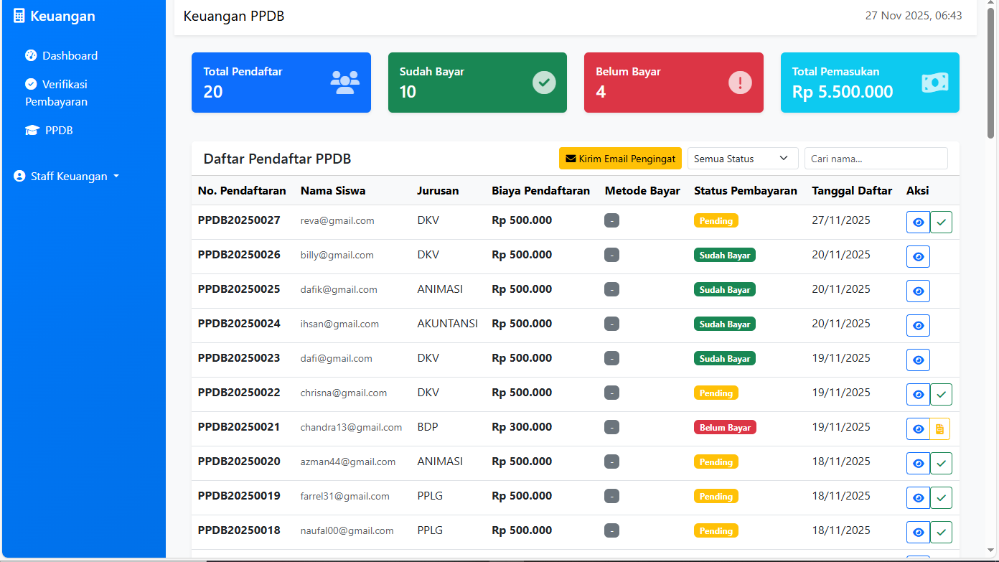 Keuangan
Dashboard
Verifikasi
Pembayaran
PPDB
Staff Keuangan
Keuangan PPDB
27 Nov 2025, 06:43
Total Pendaftar
20
Sudah Bayar
10
Belum Bayar
4
Total Pemasukan
Rp 5.500.000
Daftar Pendaftar PPDB
Kirim Email Pengingat
Semua Status
Cari nama...
No. Pendaftaran Nama Siswa Jurusan Biaya Pendaftaran Metode Bayar Status Pembayaran Tanggal Daftar Aksi
PPDB20250027 reva@gmail.com DKV Rp 500.000 - Pending 27/11/2025
PPDB20250026 billy@gmail.com DKV Rp 500.000 - Sudah Bayar 20/11/2025
PPDB20250025 dafik@gmail.com ANIMASI Rp 500.000 - Sudah Bayar 20/11/2025
PPDB20250024 ihsan@gmail.com AKUNTANSI Rp 500.000 - Sudah Bayar 20/11/2025
PPDB20250023 dafi@gmail.com DKV Rp 500.000 - Sudah Bayar 19/11/2025
PPDB20250022 chrisna@gmail.com DKV Rp 500.000 - Pending 19/11/2025
PPDB20250021 chandra13@gmail.com BDP Rp 300.000 - Belum Bayar 19/11/2025
PPDB20250020 azman44@gmail.com ANIMASI Rp 500.000 - Pending 18/11/2025
PPDB20250019 farrel31@gmail.com PPLG Rp 500.000 - Pending 18/11/2025
PPDB20250018 naufal00@gmail.com PPLG Rp 500.000 - Pending 18/11/2025